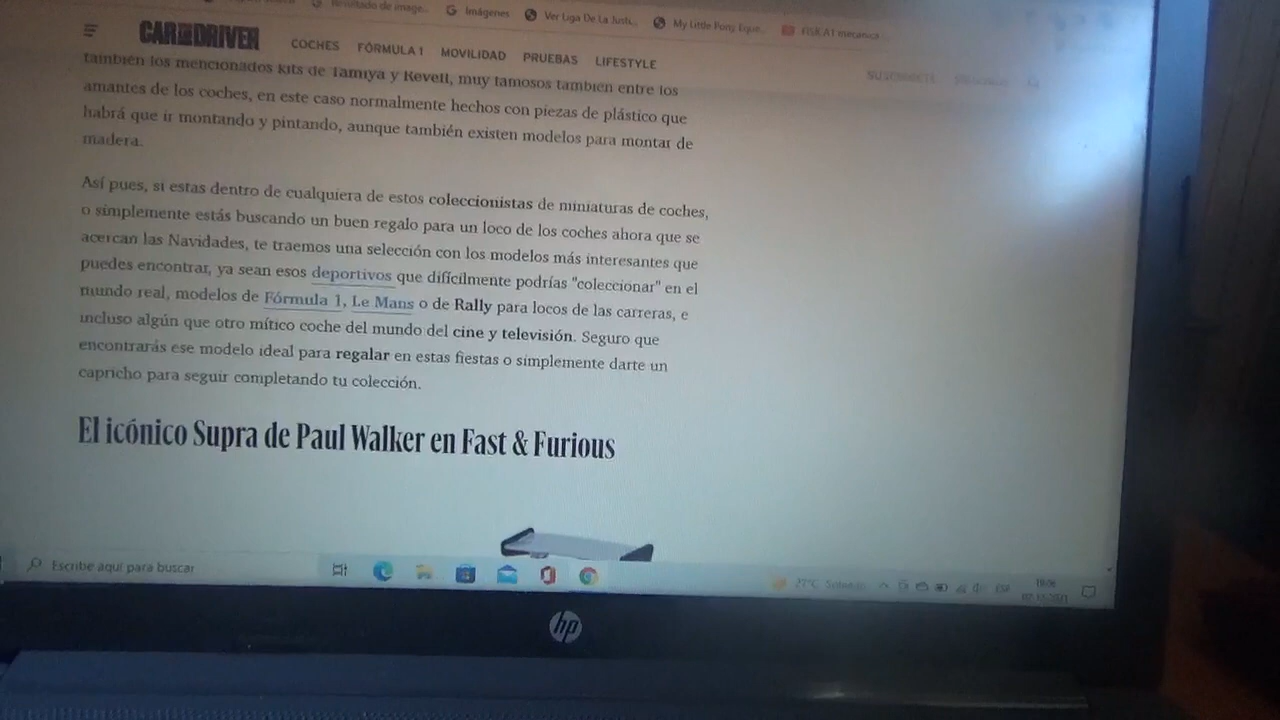 Resultado de image...
Imágenes
Ver Liga De La Justi...
My Little Pony Eque...
CAR AND DRIVER
COCHES FÓRMULA 1 MOVILIDAD PRUEBAS LIFESTYLE
también los mencionados kits de Tamiya y Revell, muy famosos también entre los
amantes de los coches, en este caso normalmente hechos con piezas de plástico que
habrá que ir montando y pintando, aunque también existen modelos para montar de
madera.
Así pues, si estas dentro de cualquiera de estos coleccionistas de miniaturas de coches,
o simplemente estás buscando un buen regalo para un loco de los coches ahora que se
acercan las Navidades, te traemos una selección con los modelos más interesantes que
puedes encontrar, ya sean esos deportivos que difícilmente podrías "coleccionar" en el
mundo real, modelos de Fórmula 1, Le Mans o de Rally para locos de las carreras, e
incluso algún que otro mítico coche del mundo del cine y televisión. Seguro que
encontrarás ese modelo ideal para regalar en estas fiestas o simplemente darte un
capricho para seguir completando tu colección.
El icónico Supra de Paul Walker en Fast & Furious
Escribe aquí para buscar
27°C Soleado
ESP
hp